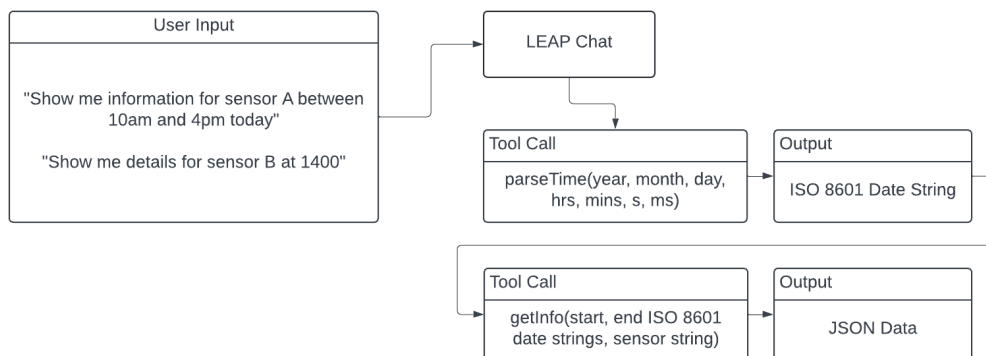 User Input
"Show me information for sensor A between
10am and 4pm today"
"Show me details for sensor B at 1400"
LEAP Chat
Tool Call
parseTime(year, month, day,
hrs, mins, s, ms)
Output
ISO 8601 Date String
Tool Call
getInfo(start, end ISO 8601
date strings, sensor string)
Output
JSON Data